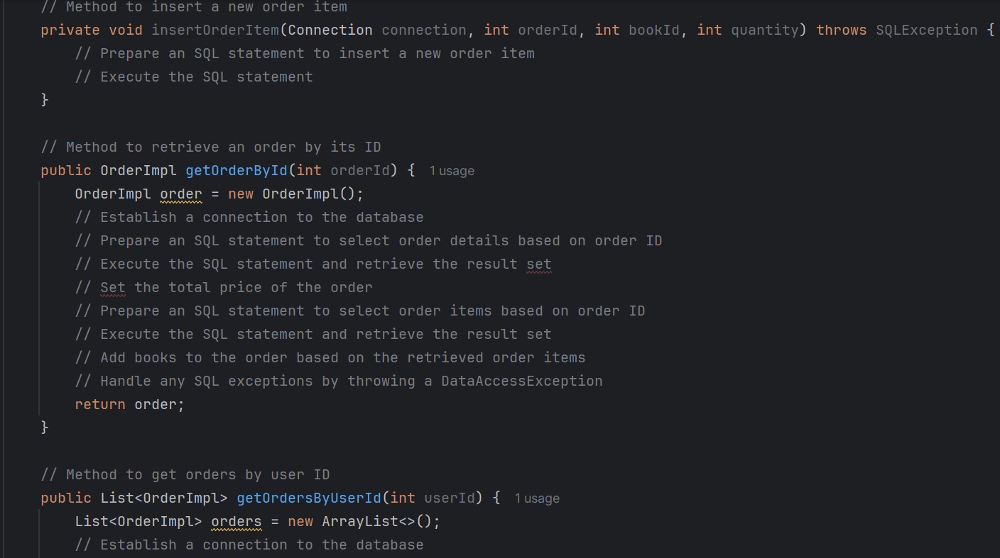 // Method to insert a new order item
private void insertOrderItem(Connection connection, int orderId, int bookId, int quantity) throws SQLException {
// Prepare an SQL statement to insert a new order item
// Execute the SQL statement
}
// Method to retrieve an order by its ID
public OrderImpl getOrderById(int orderId) { 1 usage
OrderImpl order = new OrderImpl();
// Establish a connection to the database
// Prepare an SQL statement to select order details based on order ID
// Execute the SQL statement and retrieve the result set
// Set the total price of the order
// Prepare an SQL statement to select order items based on order ID
// Execute the SQL statement and retrieve the result set
// Add books to the order based on the retrieved order items
// Handle any SQL exceptions by throwing a DataAccessException
return order;
}
// Method to get orders by user ID
public List<OrderImpl> getOrdersByUserId(int userId) { 1 usage
List<OrderImpl> orders = new ArrayList<>();
// Establish a connection to the database